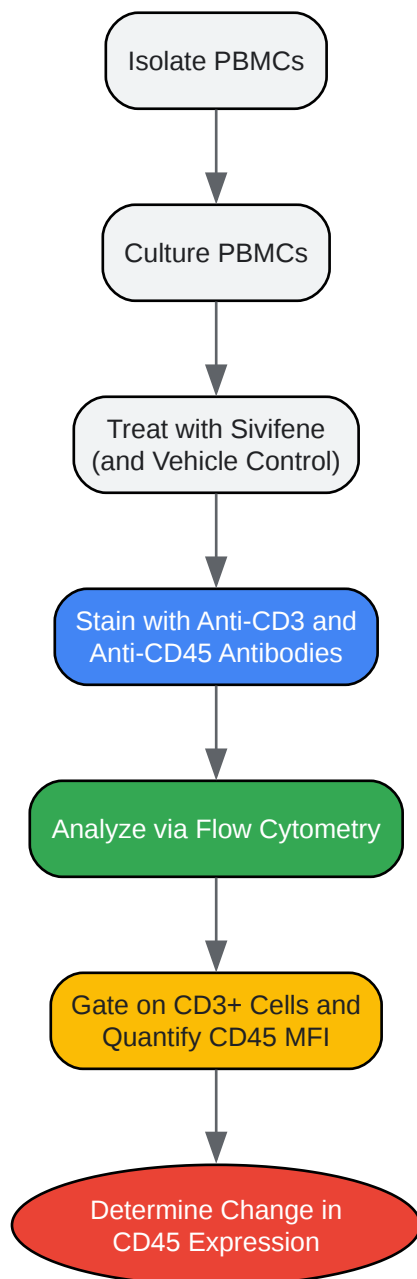 Isolate PBMCs
Culture PBMCs
Treat with Sivifene
(and Vehicle Control)
Stain with Anti-CD3 and
Anti-CD45 Antibodies
Analyze via Flow Cytometry
Gate on CD3+ Cells and
Quantify CD45 MFI
Determine Change in
CD45 Expression